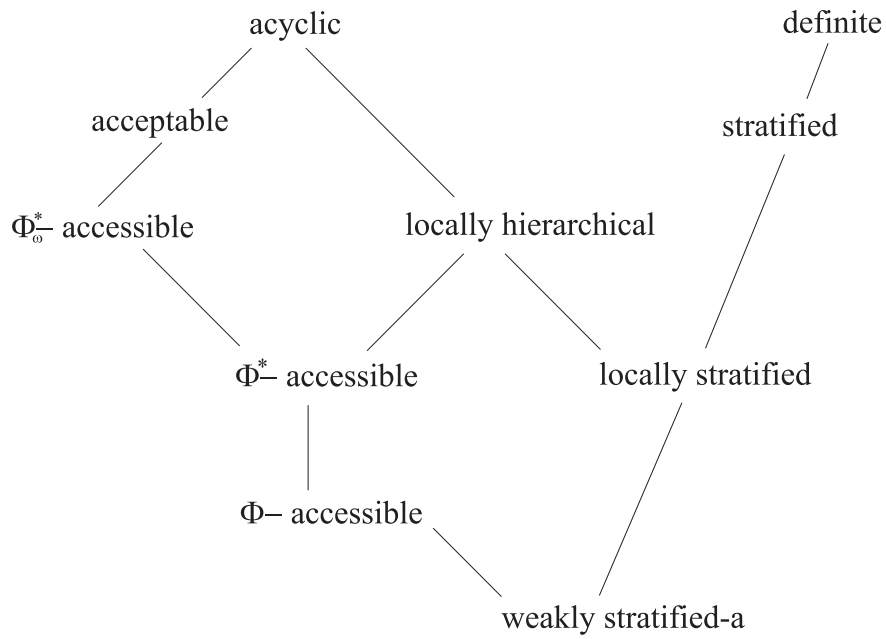 acyclic
definite
acceptable
stratified
Φ*ω– accessible
locally hierarchical
Φ*– accessible
locally stratified
Φ– accessible
weakly stratified-a